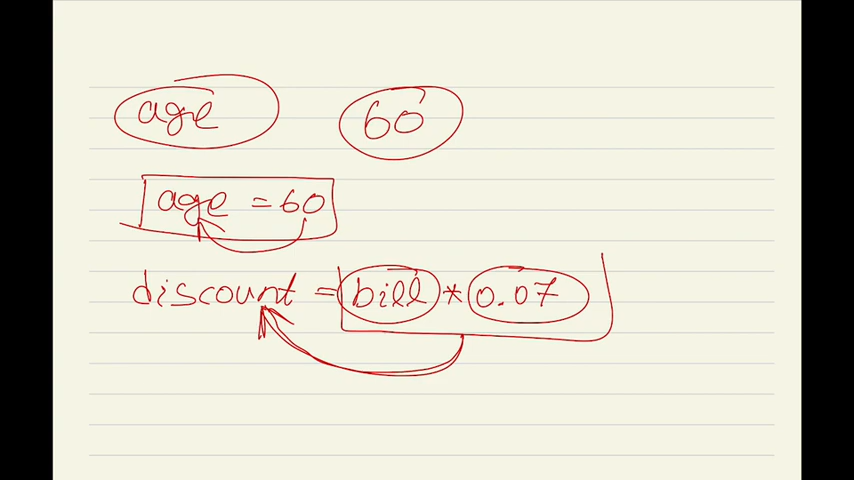 age 60
age = 60
discount = bill * 0.07